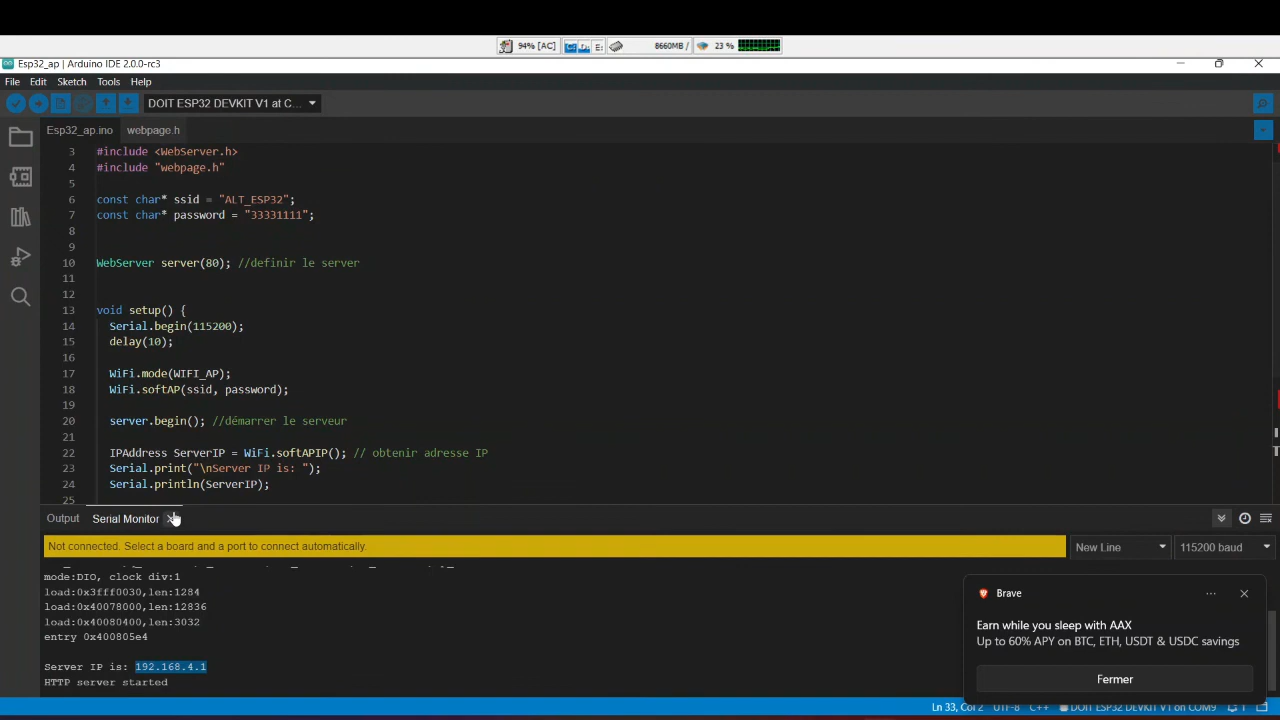 94% [AC]
8660MB /
23 %
Esp32_ap | Arduino IDE 2.0.0-rc3
File Edit Sketch Tools Help
DOIT ESP32 DEVKIT V1 at C...
Esp32_ap.ino webpage.h
3 #include <WebServer.h>
4 #include "webpage.h"
5
6 const char* ssid = "ALT_ESP32";
7 const char* password = "33331111";
8
9
10 WebServer server(80); //definir le server
11
12
13 void setup() {
14 Serial.begin(115200);
15 delay(10);
16
17 WiFi.mode(WIFI_AP);
18 WiFi.softAP(ssid, password);
19
20 server.begin(); //démarrer le serveur
21
22 IPAddress ServerIP = WiFi.softAPIP(); // obtenir adresse IP
23 Serial.print("\nServer IP is: ");
24 Serial.println(ServerIP);
25
Output Serial Monitor
Not connected. Select a board and a port to connect automatically.
New Line 115200 baud
mode:DIO, clock div:1
load:0x3fff0030,len:1284
load:0x40078000,len:12836
load:0x40080400,len:3032
entry 0x400805e4
Server IP is: 192.168.4.1
HTTP server started
Brave
Earn while you sleep with AAX
Up to 60% APY on BTC, ETH, USDT & USDC savings
Fermer
Ln 33, Col 2 UTF-8 C++ DOIT ESP32 DEVKIT V1 on COM9 1